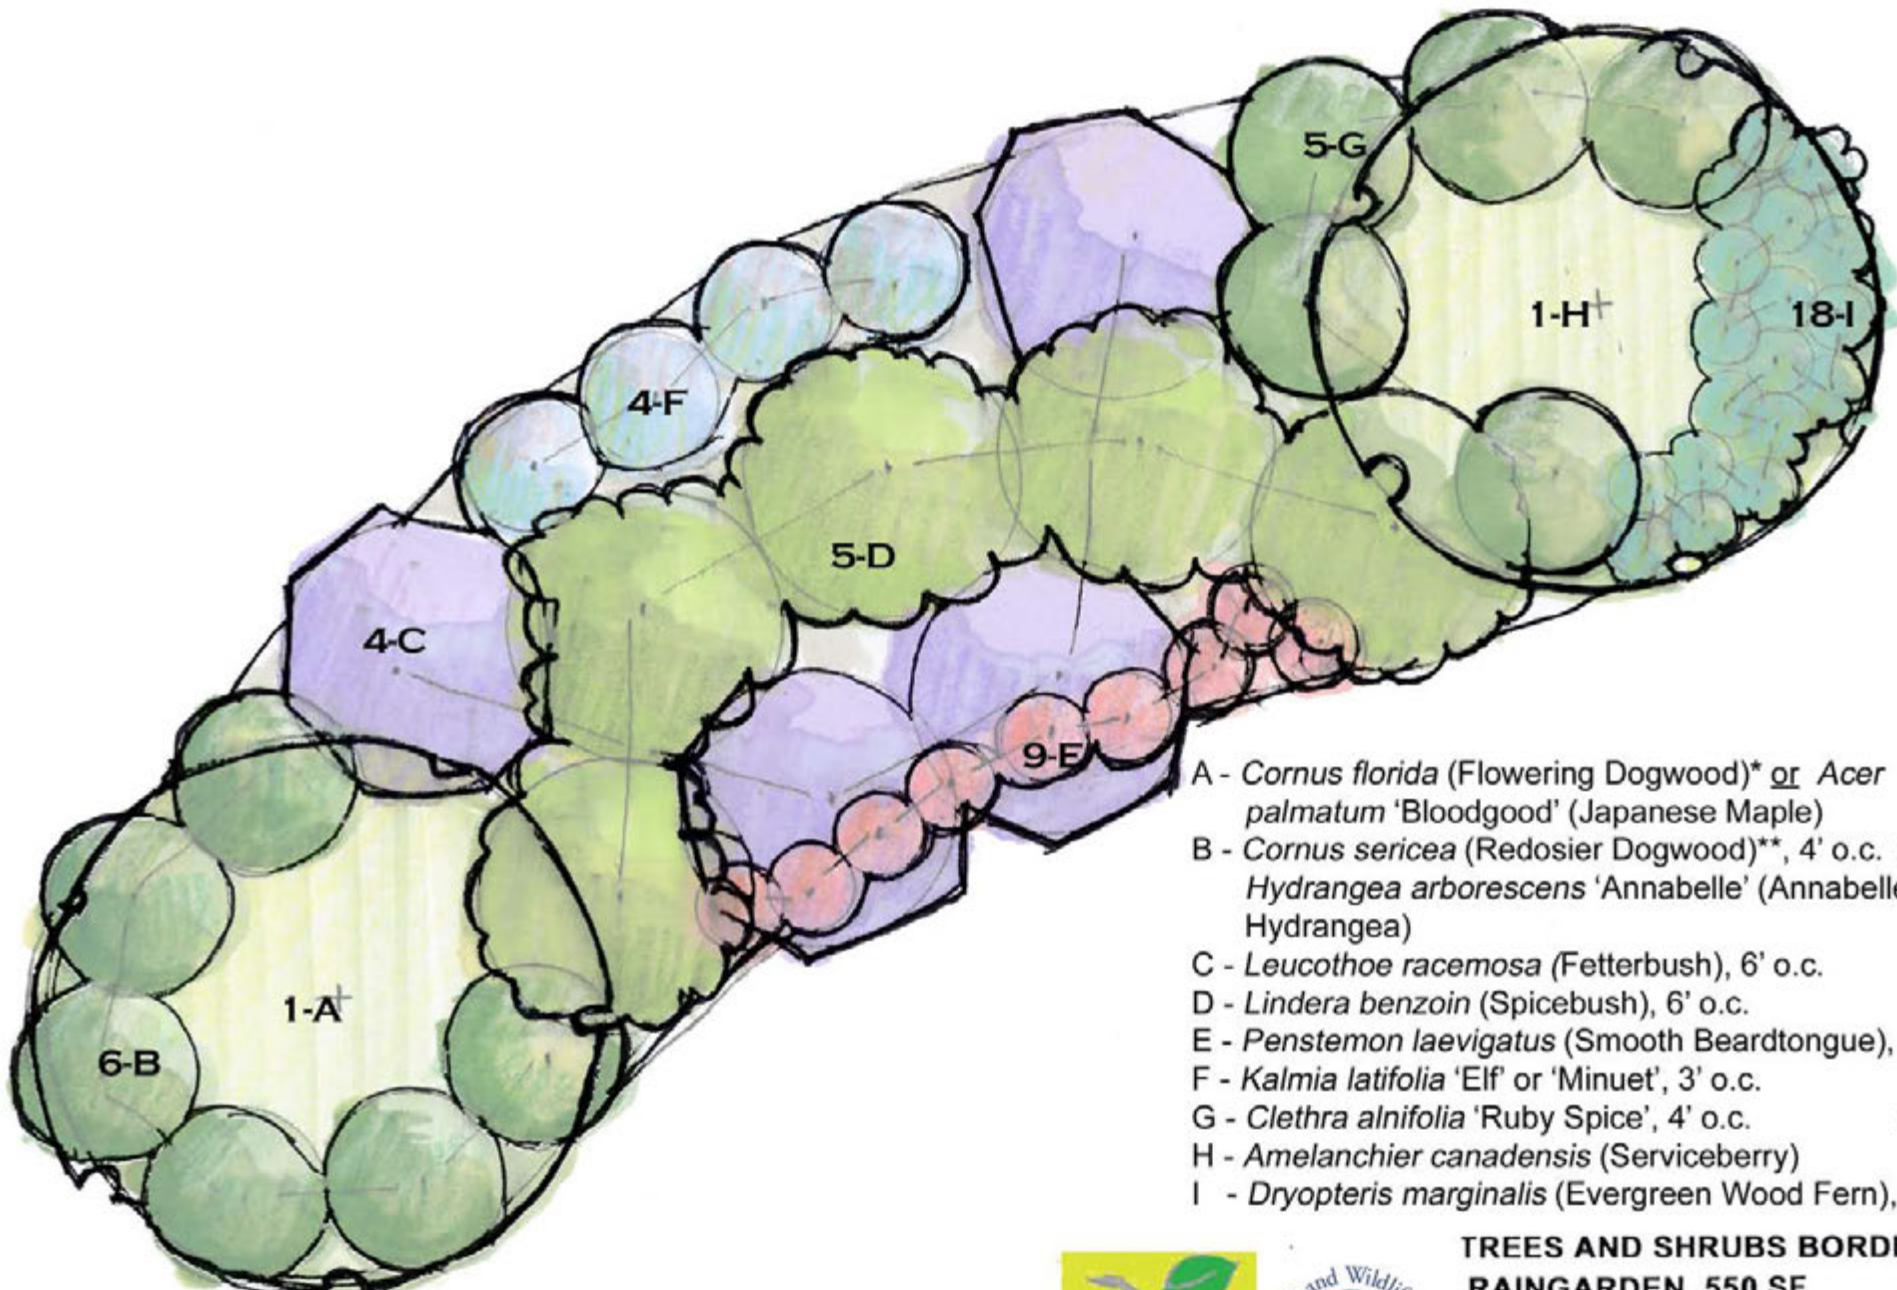 5-G
1-H
18-I
4-F
5-D
4-C
9-E
A - Cornus florida (Flowering Dogwood)* or Acer
palmatum ‘Bloodgood’ (Japanese Maple)
B - Cornus sericea (Redosier Dogwood)**, 4’ o.c.
Hydrangea arborescens ‘Annabelle’ (Annabelle
Hydrangea)
C - Leucothoe racemosa (Fetterbush), 6’ o.c.
D - Lindera benzoin (Spicebush), 6’ o.c.
1-A
E - Penstemon laevigatus (Smooth Beardtongue),
6-B
F - Kalmia latifolia ‘Elf’ or ‘Minuet’, 3’ o.c.
G - Clethra alnifolia ‘Ruby Spice’, 4’ o.c.
H - Amelanchier canadensis (Serviceberry)
I - Dryopteris marginalis (Evergreen Wood Fern),
TREES AND SHRUBS
RAINGARDEN, 550 SF
and